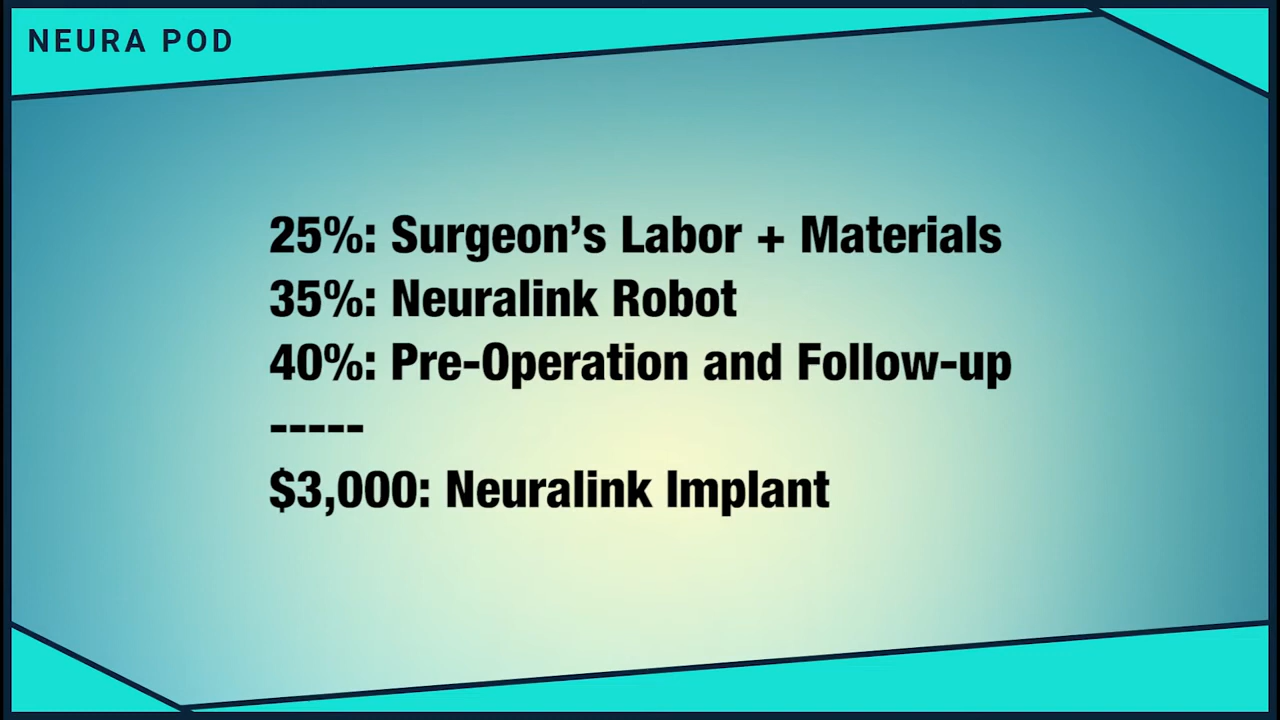 NEURA POD
25%: Surgeon’s Labor + Materials
35%: Neuralink Robot
40%: Pre-Operation and Follow-up
-----
$3,000: Neuralink Implant